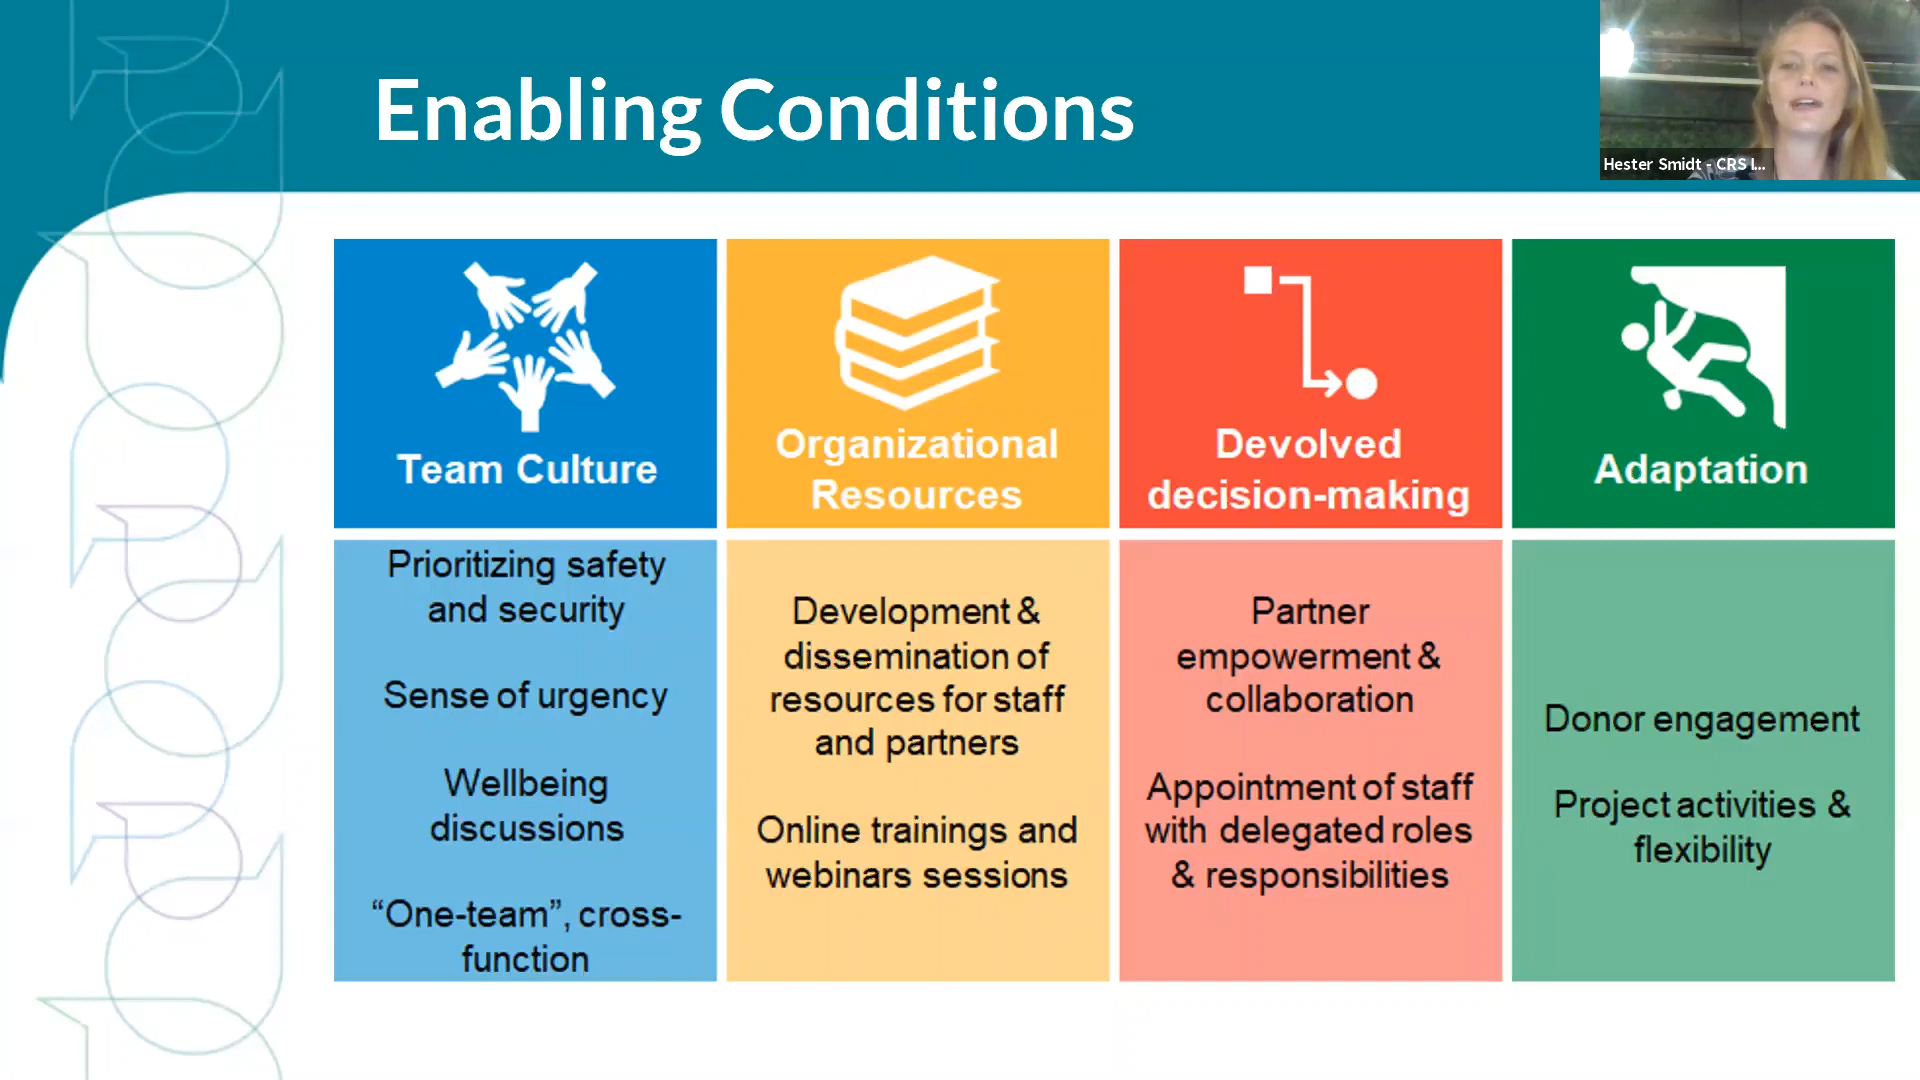 Enabling Conditions
Hester Smidt - CRS I...
Team Culture
Prioritizing safety
and security
Sense of urgency
Wellbeing
discussions
“One-team”, cross-
function
Organizational
Resources
Development &
dissemination of
resources for staff
and partners
Online trainings and
webinars sessions
Devolved
decision-making
Partner
empowerment &
collaboration
Appointment of staff
with delegated roles
& responsibilities
Adaptation
Donor engagement
Project activities &
flexibility